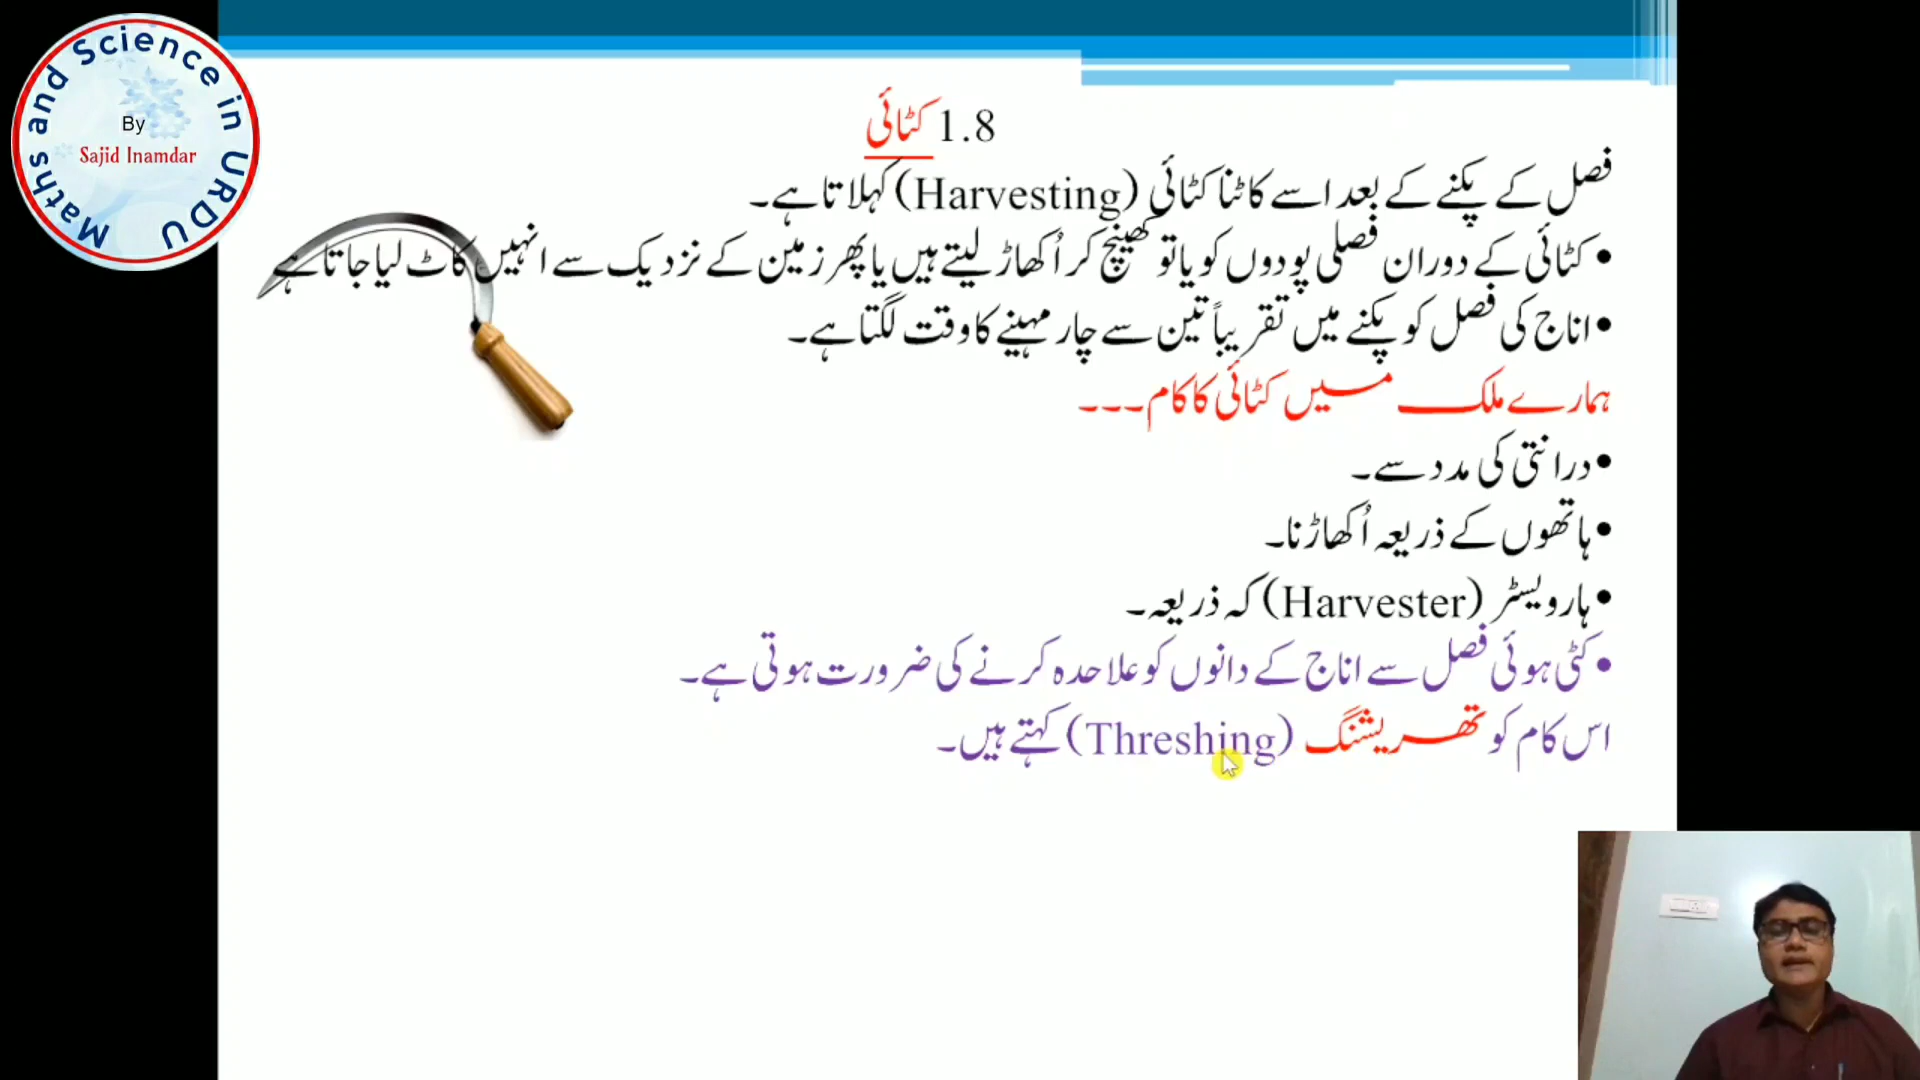 Maths and Science in URDU
By
Sajid Inamdar
1.8 کٹائی
فصل کے پکنے کے بعد اسے کاٹنا کٹائی (Harvesting) کہلاتا ہے۔
• کٹائی کے دوران فصلی پودوں کو یا تو کھینچ کر اُکھاڑ لیتے ہیں یا پھر زمین کے نزدیک سے انہیں کاٹ لیا جاتا ہے
• اناج کی فصل کو پکنے میں تقریباً تین سے چار مہینے کا وقت لگتا ہے۔
ہمارے ملک میں کٹائی کا کام۔۔۔
• درانتی کی مدد سے۔
• ہاتھوں کے ذریعہ اُکھاڑنا۔
• ہارویسٹر (Harvester) کہ ذریعہ۔
• کٹی ہوئی فصل سے اناج کے دانوں کو علاحدہ کرنے کی ضرورت ہوتی ہے۔
اس کام کو تھریشنگ (Threshing) کہتے ہیں۔